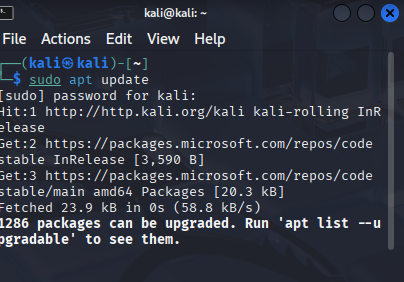 kali@kali: ~
File Actions Edit View Help
┌──(kali㉿kali)-[~]
└─$ sudo apt update
[sudo] password for kali:
Hit:1 http://http.kali.org/kali kali-rolling InR
elease
Get:2 https://packages.microsoft.com/repos/code
stable InRelease [3,590 B]
Get:3 https://packages.microsoft.com/repos/code
stable/main amd64 Packages [20.3 kB]
Fetched 23.9 kB in 0s (58.8 kB/s)
1286 packages can be upgraded. Run 'apt list --u
pgradable' to see them.